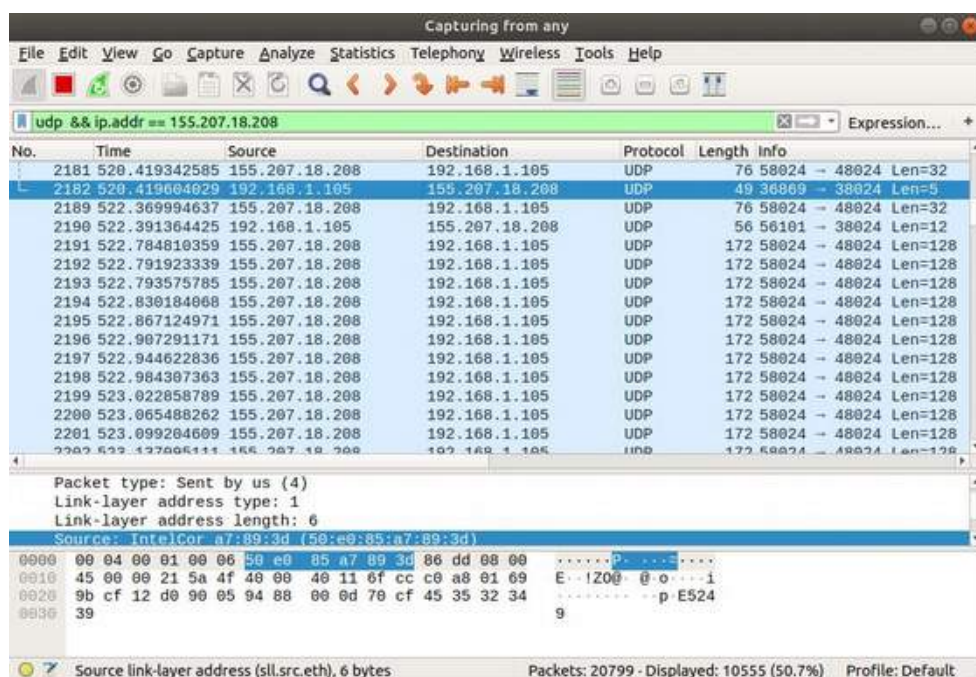 Capturing from any
File Edit View Go Capture Analyze Statistics Telephony Wireless Tools Help
udp && ip.addr == 155.207.18.208 Expression... +
No. Time Source Destination Protocol Length Info
2181 520.419342585 155.207.18.208 192.168.1.105 UDP 76 58024 → 48024 Len=32
2182 520.419604029 192.168.1.105 155.207.18.208 UDP 49 36869 → 38024 Len=5
2189 522.369994637 155.207.18.208 192.168.1.105 UDP 76 58024 → 48024 Len=32
2190 522.391364425 192.168.1.105 155.207.18.208 UDP 56 56101 → 38024 Len=12
2191 522.784810359 155.207.18.208 192.168.1.105 UDP 172 58024 → 48024 Len=128
2192 522.791923339 155.207.18.208 192.168.1.105 UDP 172 58024 → 48024 Len=128
2193 522.793575785 155.207.18.208 192.168.1.105 UDP 172 58024 → 48024 Len=128
2194 522.830184068 155.207.18.208 192.168.1.105 UDP 172 58024 → 48024 Len=128
2195 522.867124971 155.207.18.208 192.168.1.105 UDP 172 58024 → 48024 Len=128
2196 522.907291171 155.207.18.208 192.168.1.105 UDP 172 58024 → 48024 Len=128
2197 522.944622836 155.207.18.208 192.168.1.105 UDP 172 58024 → 48024 Len=128
2198 522.984307363 155.207.18.208 192.168.1.105 UDP 172 58024 → 48024 Len=128
2199 523.022858789 155.207.18.208 192.168.1.105 UDP 172 58024 → 48024 Len=128
2200 523.065488262 155.207.18.208 192.168.1.105 UDP 172 58024 → 48024 Len=128
2201 523.099204609 155.207.18.208 192.168.1.105 UDP 172 58024 → 48024 Len=128
2202 523.137095111 155.207.18.208 192.168.1.105 UDP 172 58024 → 48024 Len=128
Packet type: Sent by us (4)
Link-layer address type: 1
Link-layer address length: 6
Source: IntelCor a7:89:3d (50:e0:85:a7:89:3d)
0000 00 04 00 01 00 06 50 e0 85 a7 89 3d 86 dd 08 00 ······P· ···=····
0010 45 00 00 21 5a 4f 40 00 40 11 6f cc c0 a8 01 69 E··!ZO@· @·o····i
0020 9b cf 12 d0 90 05 94 88 00 0d 70 cf 45 35 32 34 ········ ··p·E524
0030 39 9
Source link-layer address (sll.src.eth), 6 bytes Packets: 20799 · Displayed: 10555 (50.7%) Profile: Default